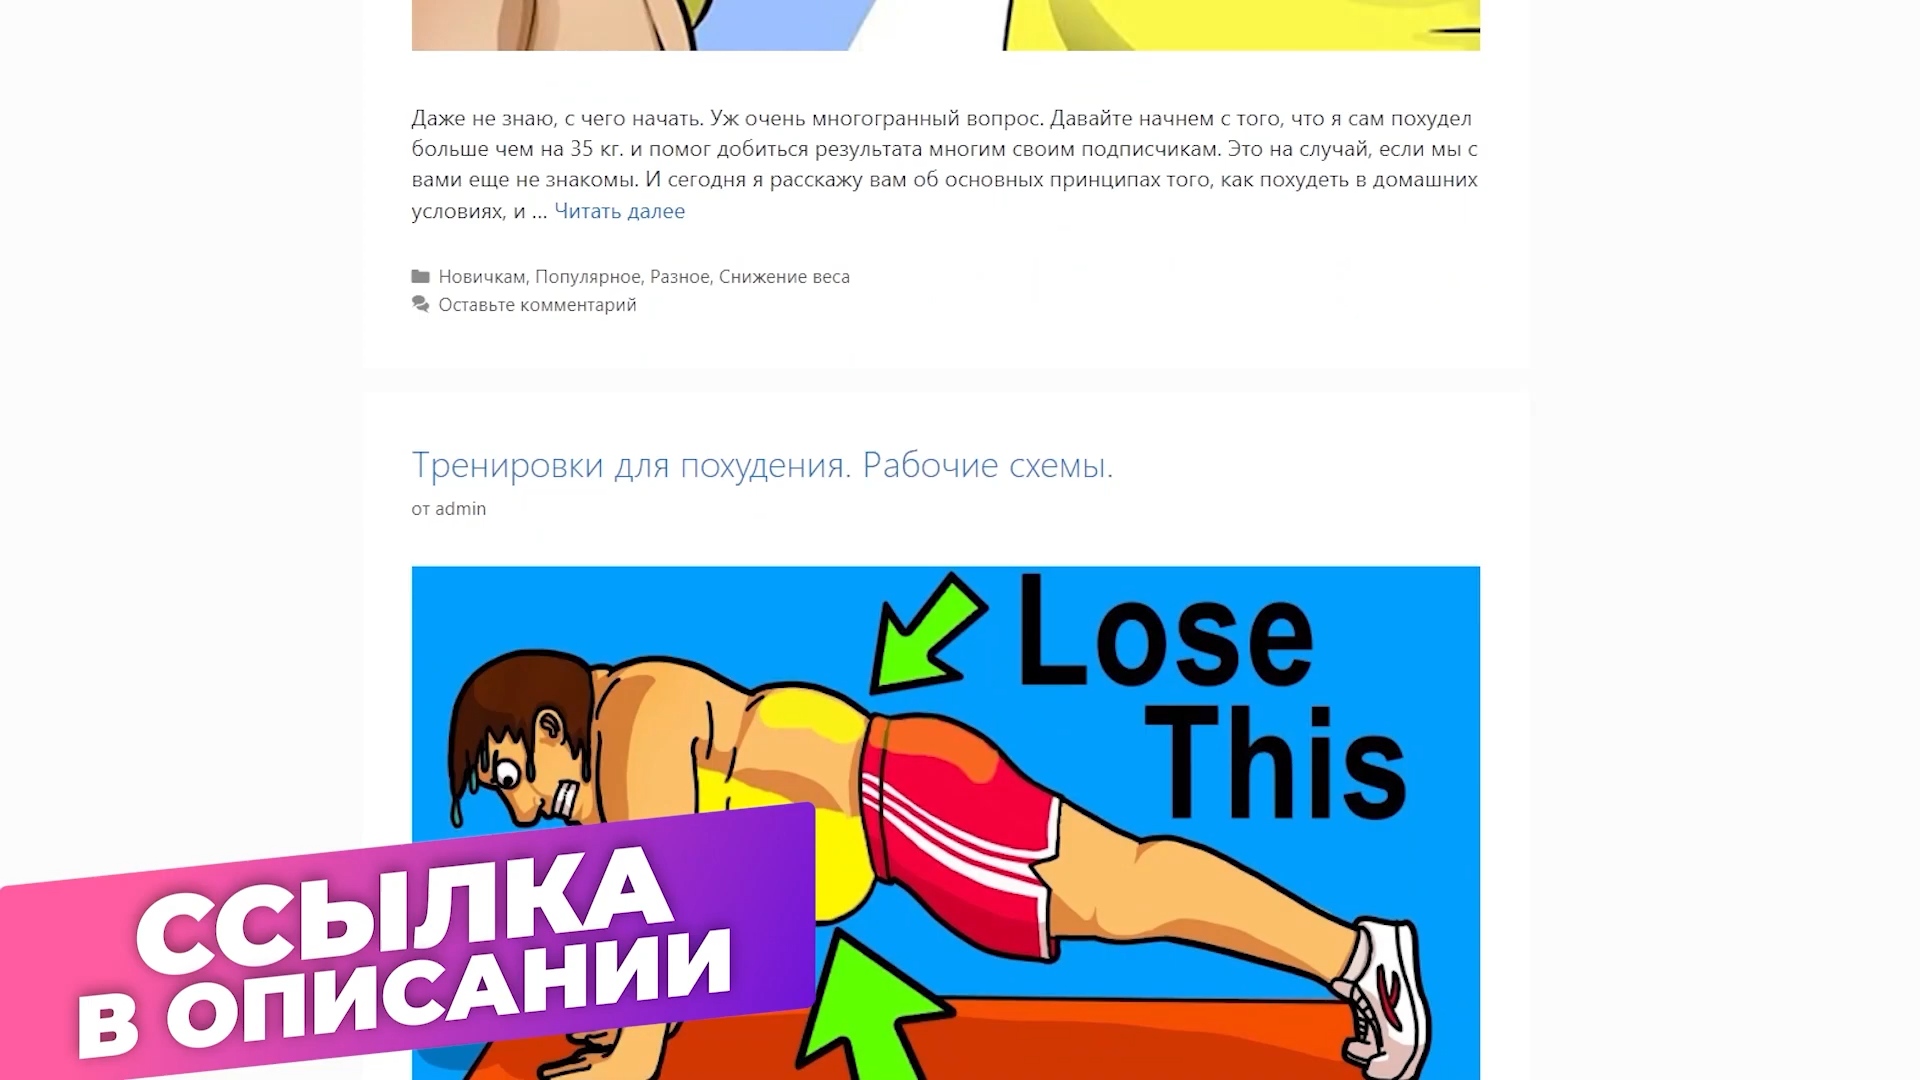 Даже не знаю, с чего начать. Уж очень многогранный вопрос. Давайте начнем с того, что я сам похудел
больше чем на 35 кг. и помог добиться результата многим своим подписчикам. Это на случай, если мы с
вами еще не знакомы. И сегодня я расскажу вам об основных принципах того, как похудеть в домашних
условиях, и ... Читать далее
Новичкам, Популярное, Разное, Снижение веса
Оставьте комментарий
Тренировки для похудения. Рабочие схемы.
от admin
Lose
This
ССЫЛКА
В ОПИСАНИИ